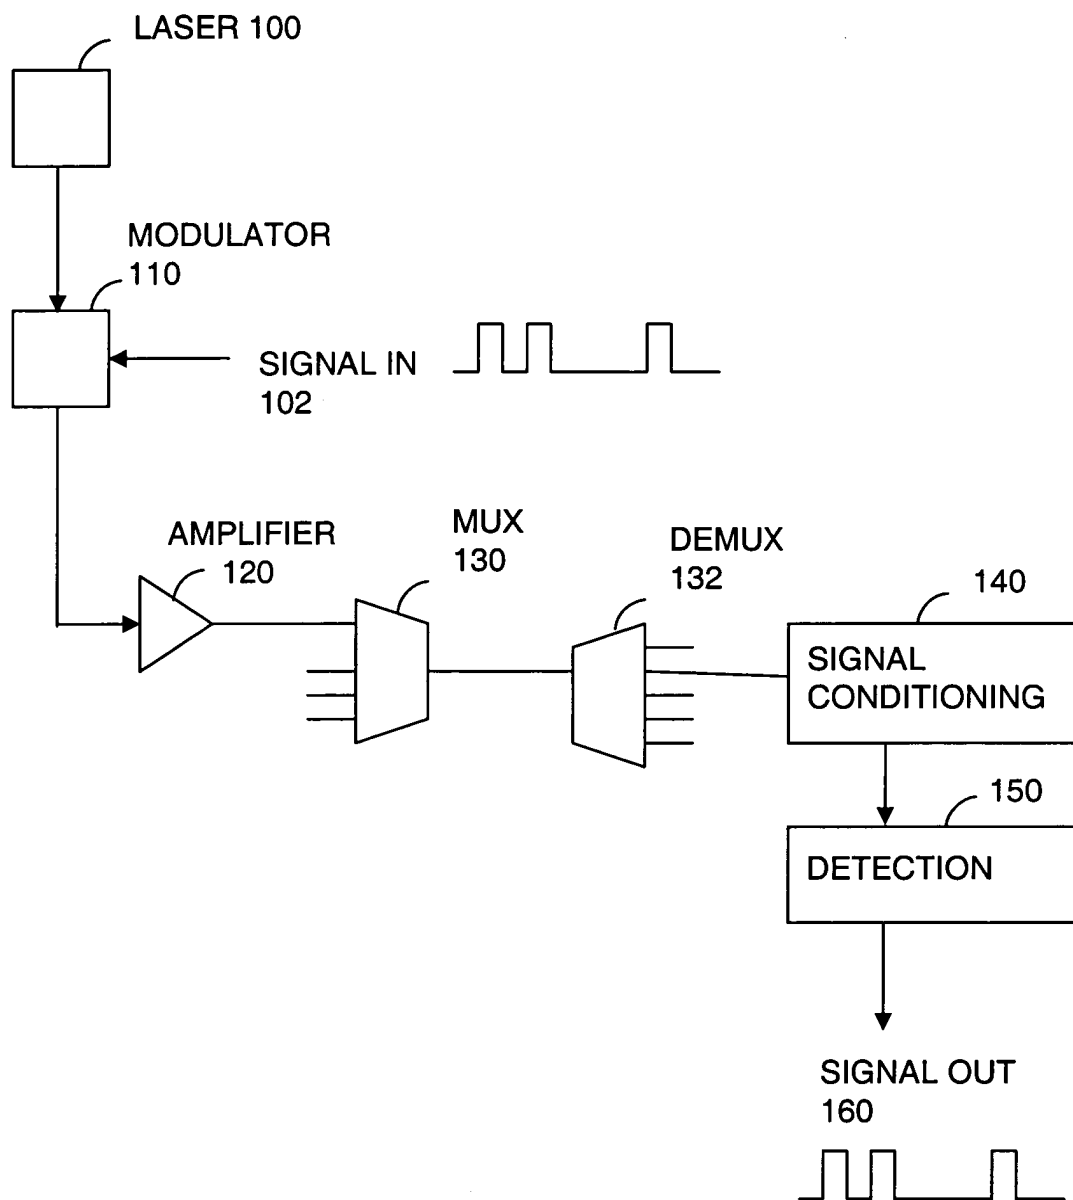 LASER 100
MODULATOR
110
SIGNAL IN
102
AMPLIFIER
120
MUX
130
DEMUX
132
140
SIGNAL
CONDITIONING
150
DETECTION
SIGNAL OUT
160